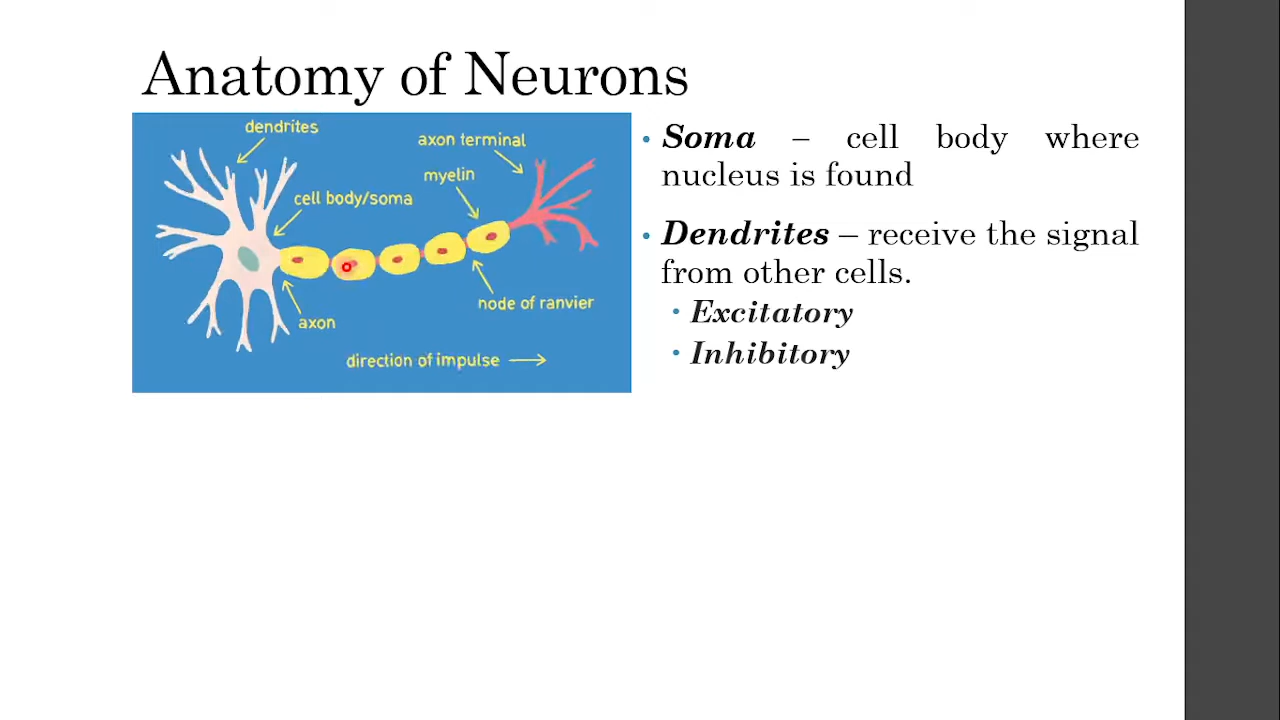 Anatomy of Neurons
dendrites
axon terminal
myelin
cell body/soma
node of ranvier
axon
direction of impulse
• Soma – cell body where
nucleus is found
• Dendrites – receive the signal
from other cells.
• Excitatory
• Inhibitory